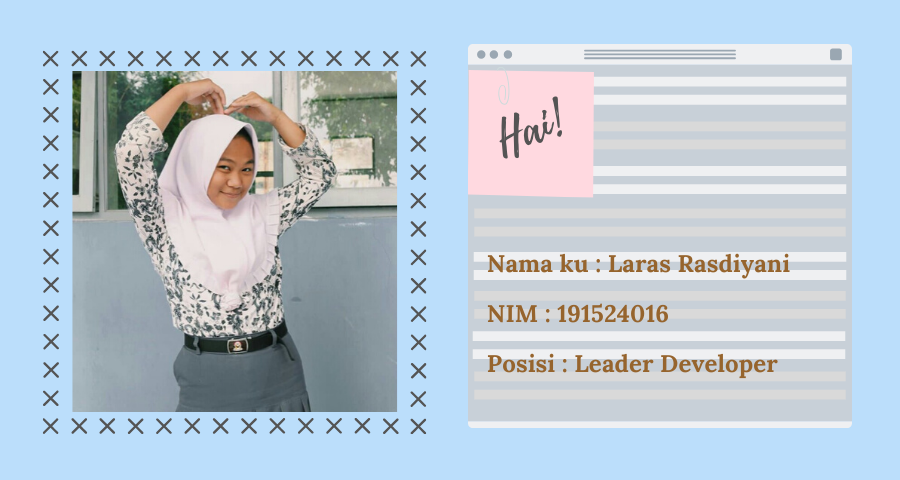 Hai!
Nama ku : Laras Rasdiyani
NIM : 191524016
Posisi : Leader Developer